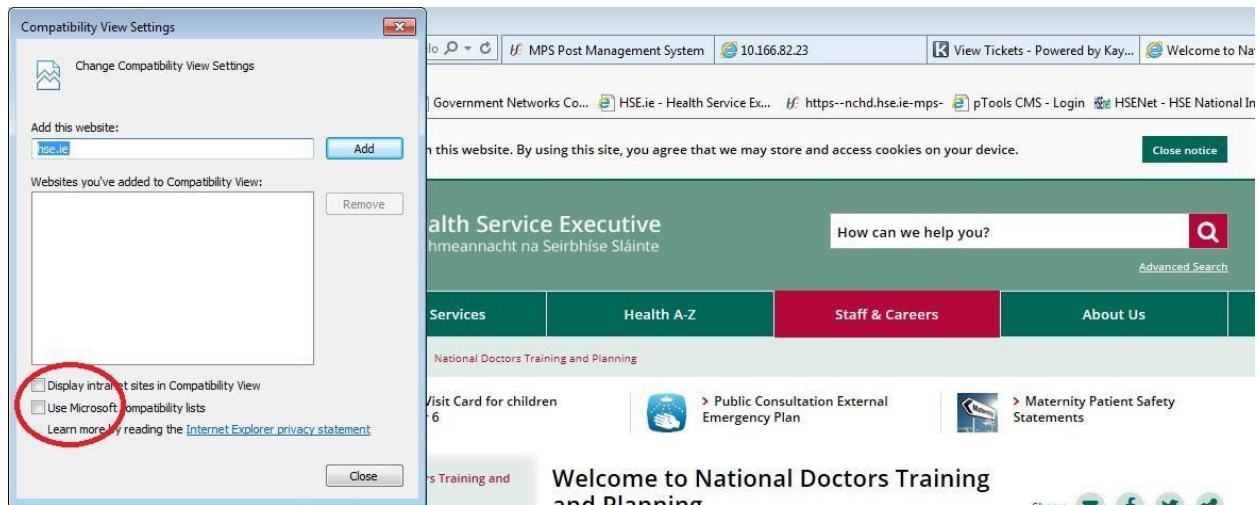 Compatibility View Settings
Change Compatibility View Settings
Add this website:
hse.ie
Add
Websites you've added to Compatibility View:
Remove
Display intranet sites in Compatibility View
Use Microsoft compatibility lists
Learn more by reading the Internet Explorer privacy statement
Close
MPS Post Management System
10.166.82.23
View Tickets - Powered by Kay...
Welcome to Na
Government Networks Co...
HSE.ie - Health Service Ex...
https--nchd.hse.ie-mps-
pTools CMS - Login
HSENet - HSE National In
this website. By using this site, you agree that we may store and access cookies on your device.
Close notice
alth Service Executive
hmeannacht na Seirbhíse Sláinte
How can we help you?
Advanced Search
Services
Health A-Z
Staff & Careers
About Us
National Doctors Training and Planning
Visit Card for children
6
Public Consultation External
Emergency Plan
Maternity Patient Safety
Statements
rs Training and
Welcome to National Doctors Training
and Planning